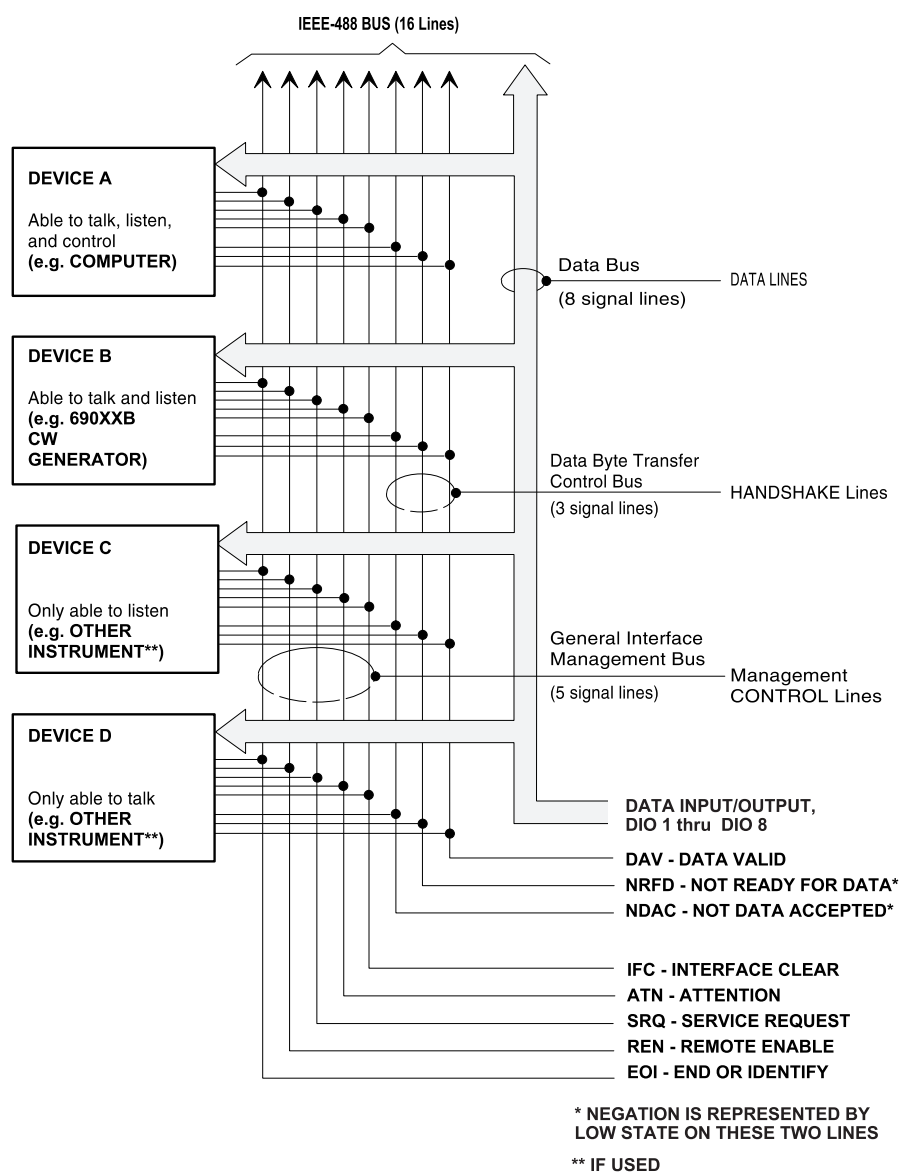 IEEE-488 BUS (16 Lines)
DEVICE A
Able to talk, listen,
and control
(e.g. COMPUTER)
Data Bus
(8 signal lines)
DATA LINES
DEVICE B
Able to talk and listen
(e.g. 690XXB
CW
GENERATOR)
Data Byte Transfer
Control Bus
(3 signal lines)
HANDSHAKE Lines
DEVICE C
Only able to listen
(e.g. OTHER
INSTRUMENT**)
General Interface
Management Bus
(5 signal lines)
Management
CONTROL Lines
DEVICE D
Only able to talk
(e.g. OTHER
INSTRUMENT**)
DATA INPUT/OUTPUT,
DIO 1 thru DIO 8
DAV - DATA VALID
NRFD - NOT READY FOR DATA*
NDAC - NOT DATA ACCEPTED*
IFC - INTERFACE CLEAR
ATN - ATTENTION
SRQ - SERVICE REQUEST
REN - REMOTE ENABLE
EOI - END OR IDENTIFY
* NEGATION IS REPRESENTED BY
LOW STATE ON THESE TWO LINES
** IF USED